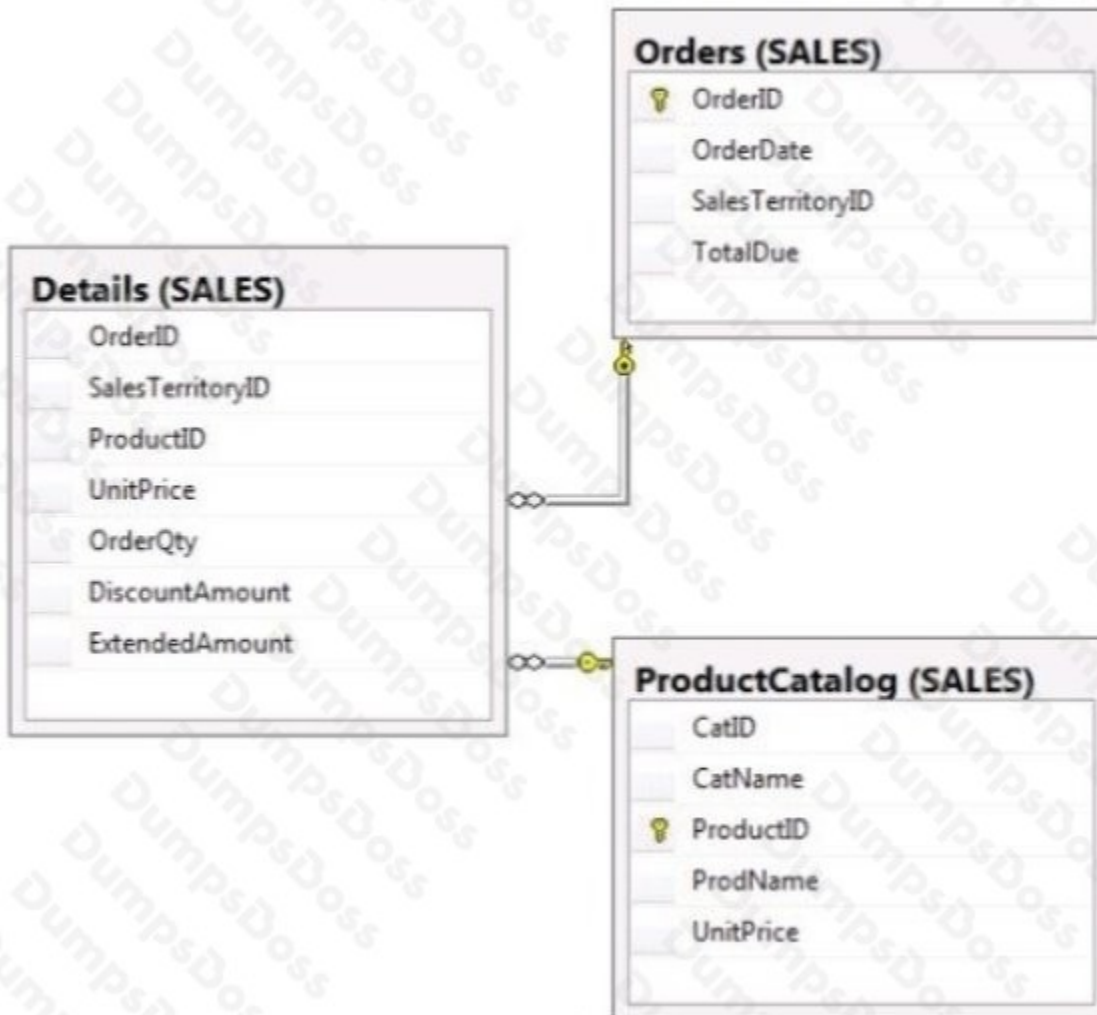 Orders (SALES)
OrderID
OrderDate
SalesTerritoryID
TotalDue
Details (SALES)
OrderID
SalesTerritoryID
ProductID
UnitPrice
OrderQty
DiscountAmount
ExtendedAmount
ProductCatalog (SALES)
CatID
CatName
ProductID
ProdName
UnitPrice
DumpsDoss